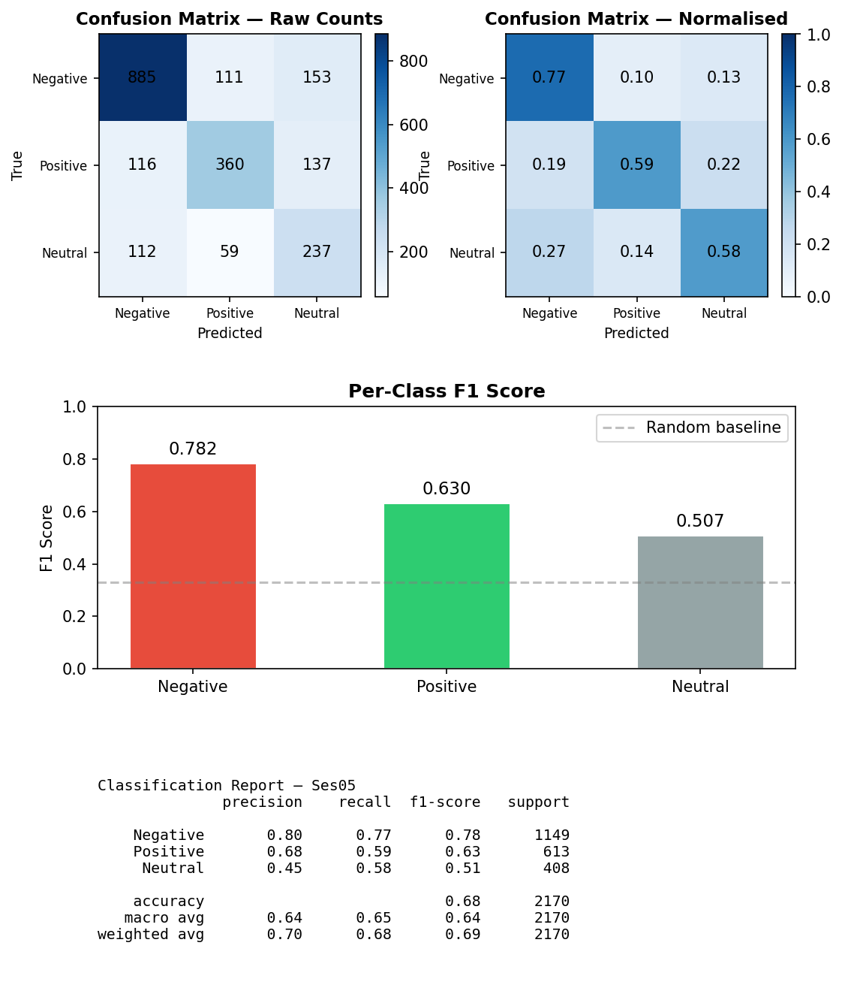 Confusion Matrix — Raw Counts
True
Negative
Positive
Neutral
885 111 153
116 360 137
112 59 237
Negative Positive Neutral
Predicted
800
600
400
200
Confusion Matrix — Normalised
True
Negative
Positive
Neutral
0.77 0.10 0.13
0.19 0.59 0.22
0.27 0.14 0.58
Negative Positive Neutral
Predicted
1.0
0.8
0.6
0.4
0.2
0.0
Per-Class F1 Score
F1 Score
1.0
0.8
0.6
0.4
0.2
0.0
Random baseline
0.782
0.630
0.507
Negative Positive Neutral
Classification Report — Ses05
precision recall f1-score support
Negative 0.80 0.77 0.78 1149
Positive 0.68 0.59 0.63 613
Neutral 0.45 0.58 0.51 408
accuracy 0.68 2170
macro avg 0.64 0.65 0.64 2170
weighted avg 0.70 0.68 0.69 2170